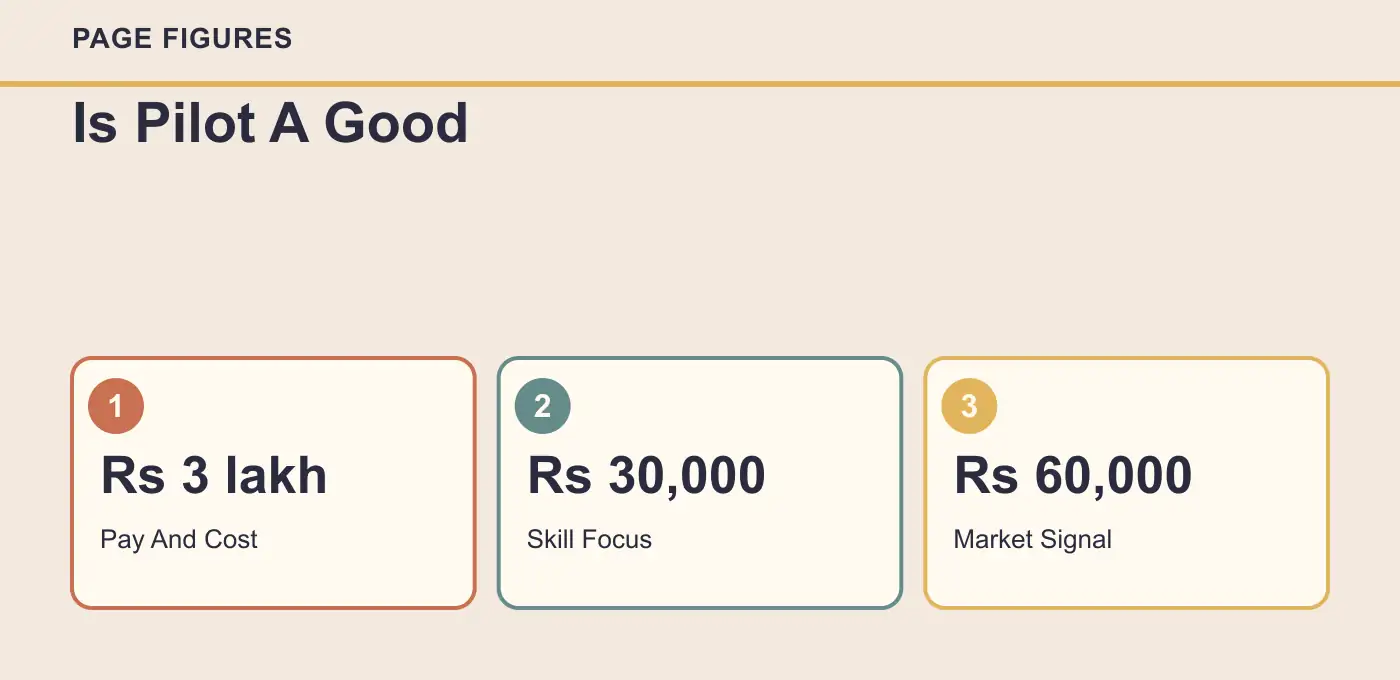 PAGE FIGURES
Is Pilot A Good
1
Rs 3 lakh
Pay And Cost
2
Rs 30,000
Skill Focus
3
Rs 60,000
Market Signal